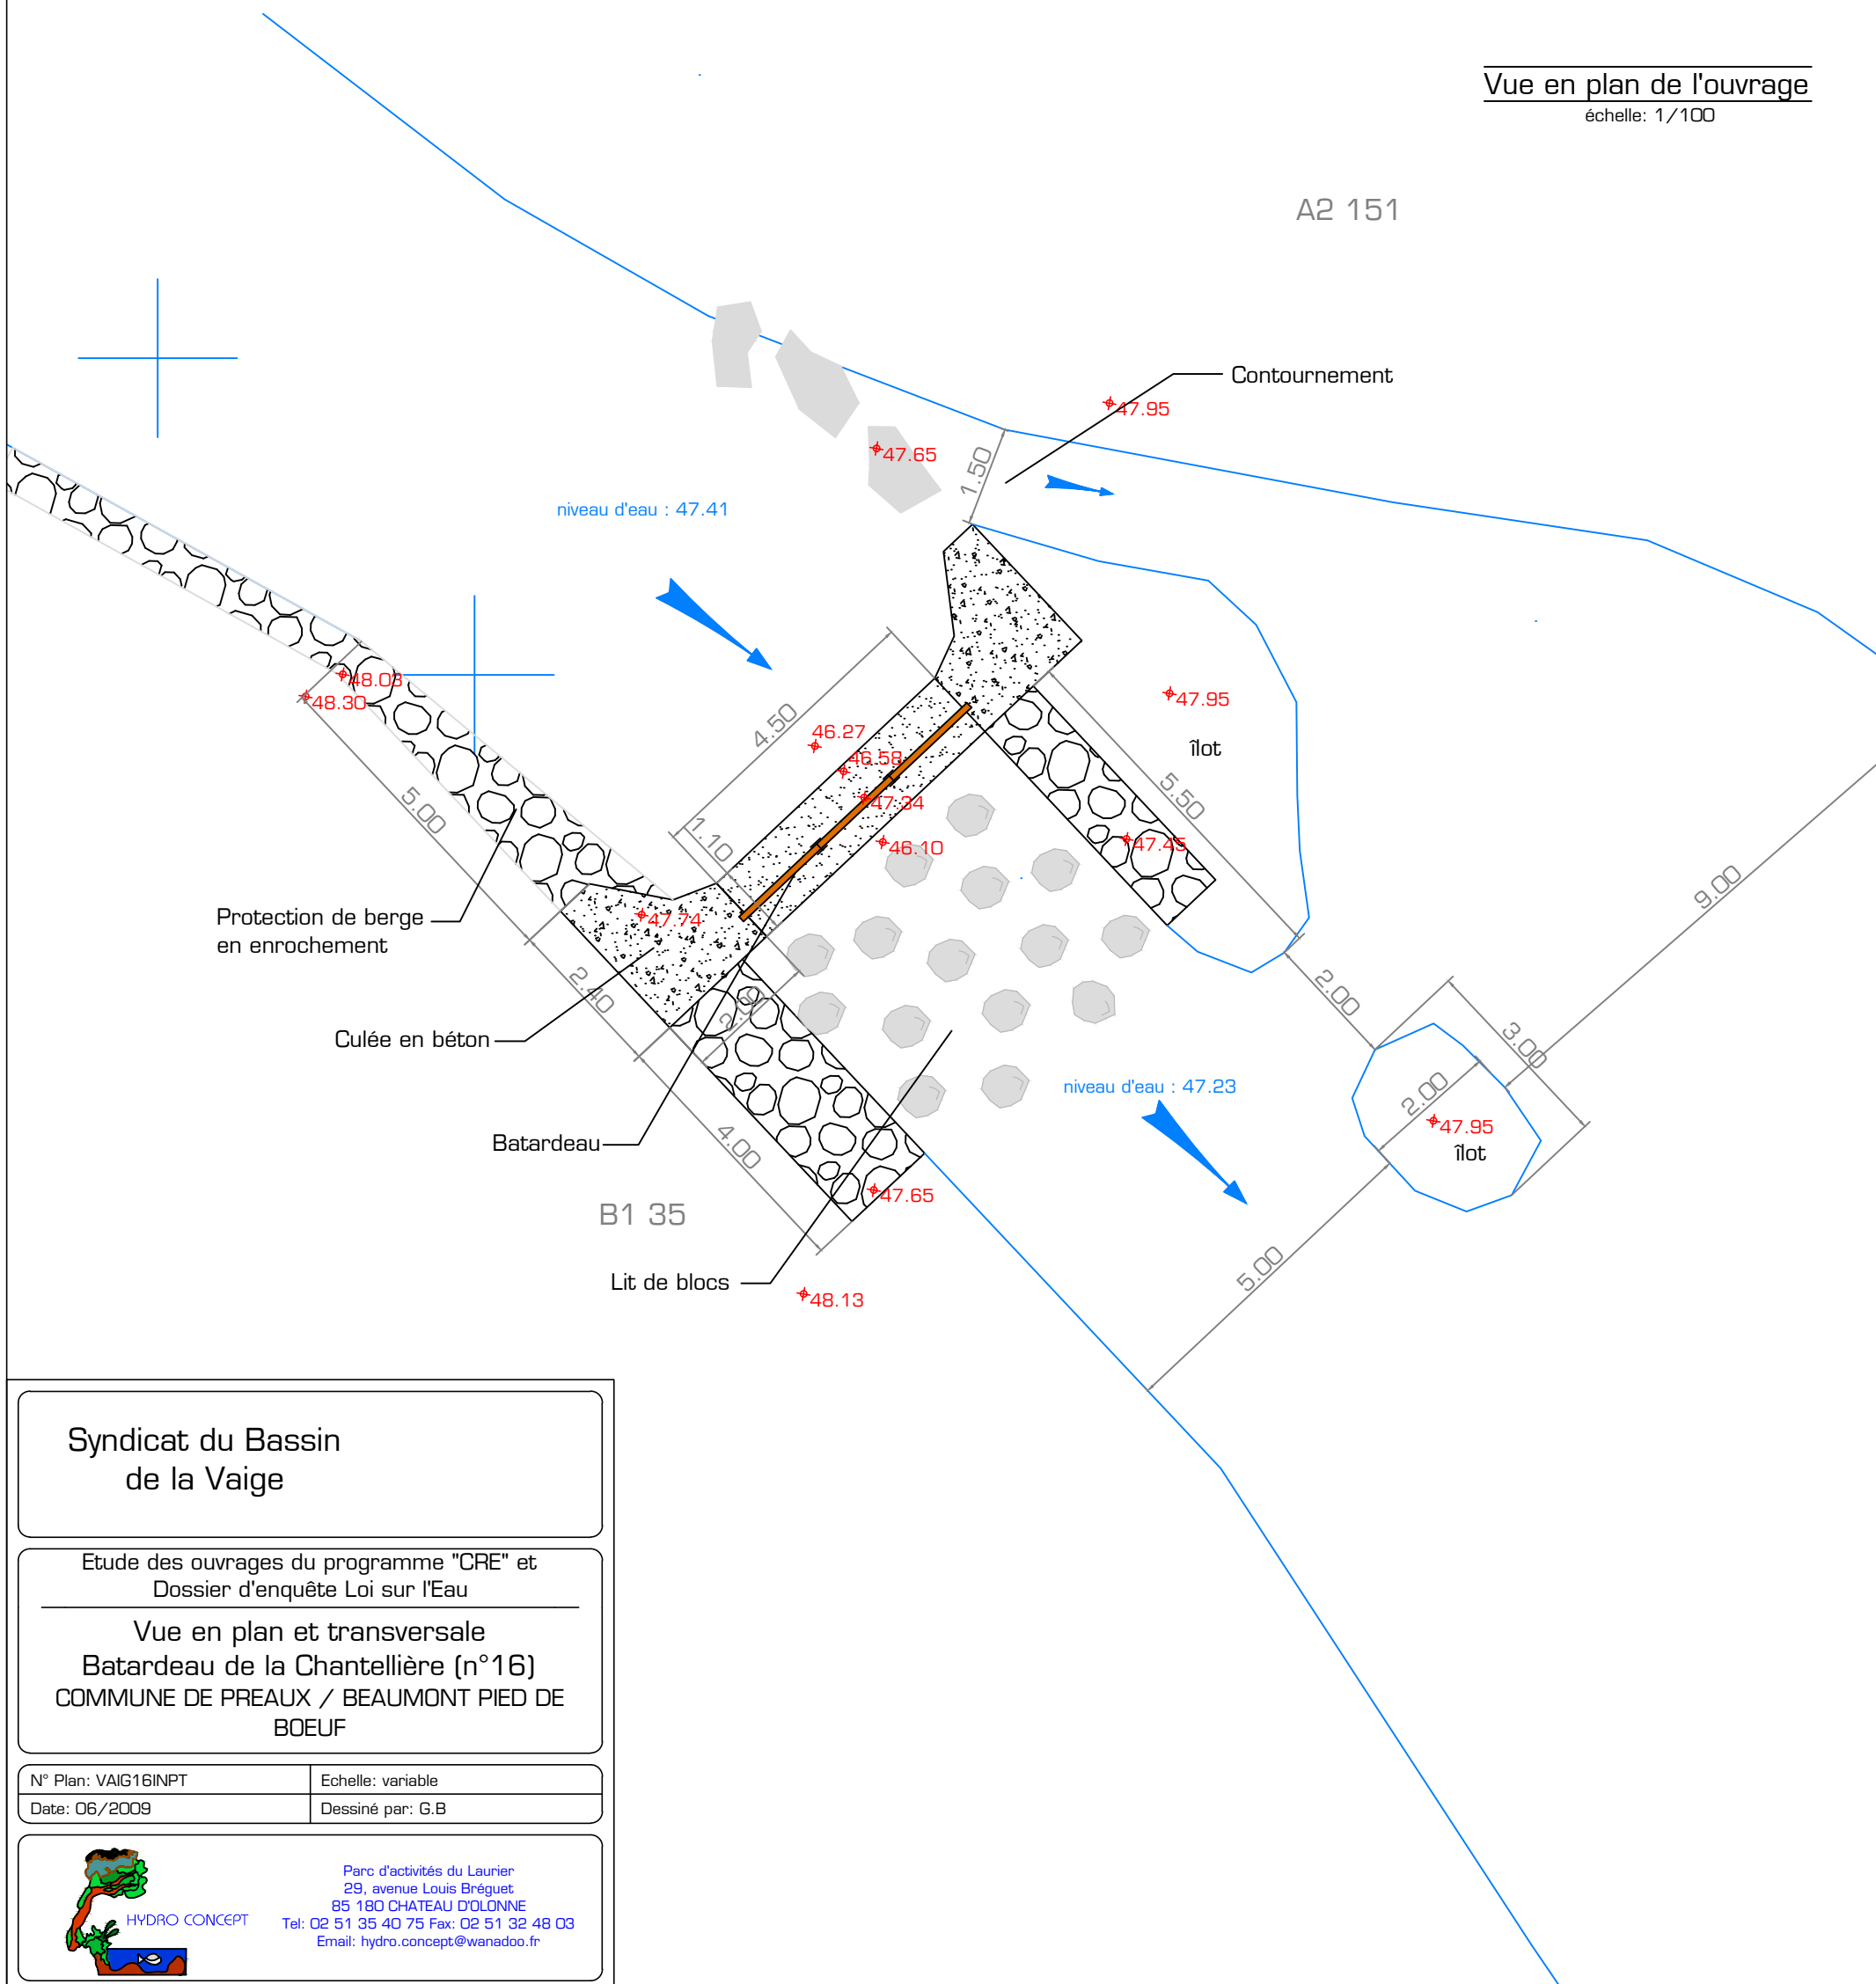 Vue en plan de l'ouvrage
échelle: 1/100
A2 151
Contournement
47.95
47.65
1.50
niveau d'eau : 47.41
48.03
48.30
47.95
îlot
4.50
46.27
46.58
47.34
46.10
1.10
5.50
47.45
5.00
9.00
Protection de berge
en enrochement
47.74
2.40
2.00
2.00
3.00
Culée en béton
niveau d'eau : 47.23
2.00
47.95
îlot
Batardeau
4.00
47.65
B1 35
5.00
Lit de blocs
48.13
Syndicat du Bassin
de la Vaige
Etude des ouvrages du programme "CRE" et
Dossier d'enquête Loi sur l'Eau
Vue en plan et transversale
Batardeau de la Chantellière (n°16)
COMMUNE DE PREAUX / BEAUMONT PIED DE
BOEUF
N° Plan: VAIG16INPT
Echelle: variable
Date: 06/2009
Dessiné par: G.B
HYDRO CONCEPT
Parc d'activités du Laurier
29, avenue Louis Bréguet
85 180 CHATEAU D'OLONNE
Tel: 02 51 35 40 75 Fax: 02 51 32 48 03
Email: hydro.concept@wanadoo.fr